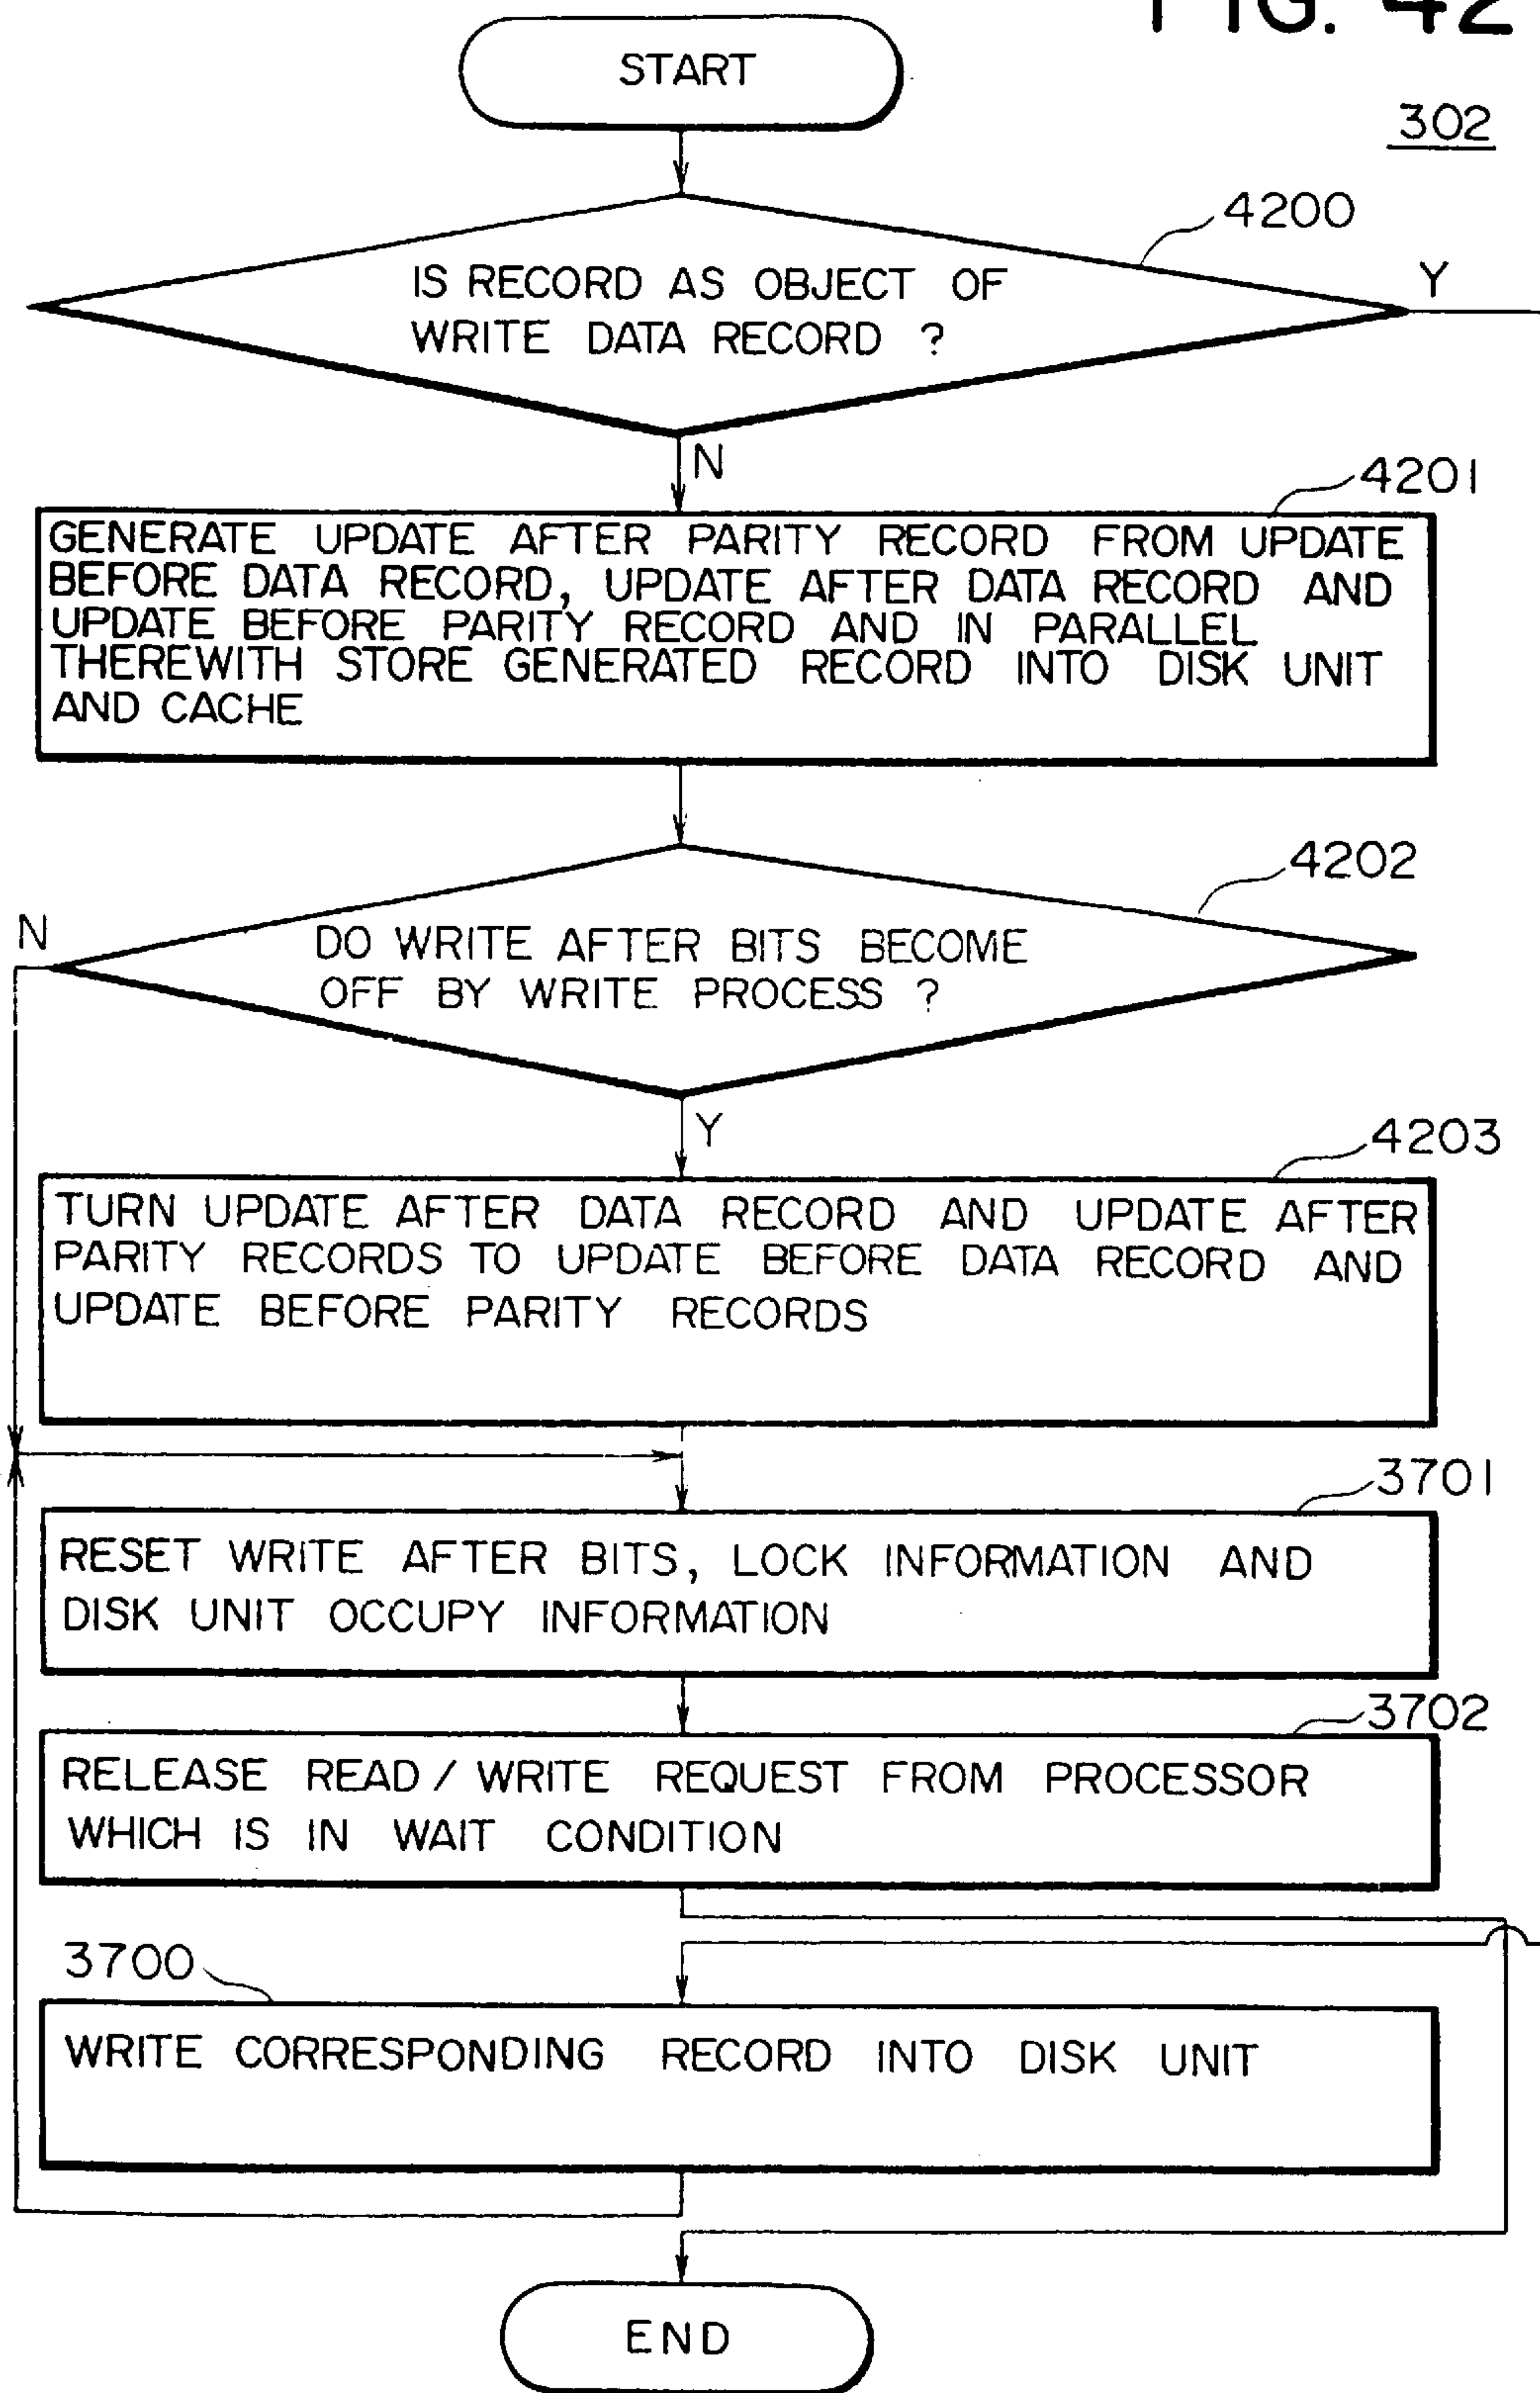 FIG. 42
START
302
4200
IS RECORD AS OBJECT OF
WRITE DATA RECORD ?
Y
N
4201
GENERATE UPDATE AFTER PARITY RECORD FROM UPDATE
BEFORE DATA RECORD, UPDATE AFTER DATA RECORD AND
UPDATE BEFORE PARITY RECORD AND IN PARALLEL
THEREWITH STORE GENERATED RECORD INTO DISK UNIT
AND CACHE
4202
N
DO WRITE AFTER BITS BECOME
OFF BY WRITE PROCESS ?
Y
4203
TURN UPDATE AFTER DATA RECORD AND UPDATE AFTER
PARITY RECORDS TO UPDATE BEFORE DATA RECORD AND
UPDATE BEFORE PARITY RECORDS
3701
RESET WRITE AFTER BITS, LOCK INFORMATION AND
DISK UNIT OCCUPY INFORMATION
3702
RELEASE READ / WRITE REQUEST FROM PROCESSOR
WHICH IS IN WAIT CONDITION
3700
WRITE CORRESPONDING RECORD INTO DISK UNIT
END